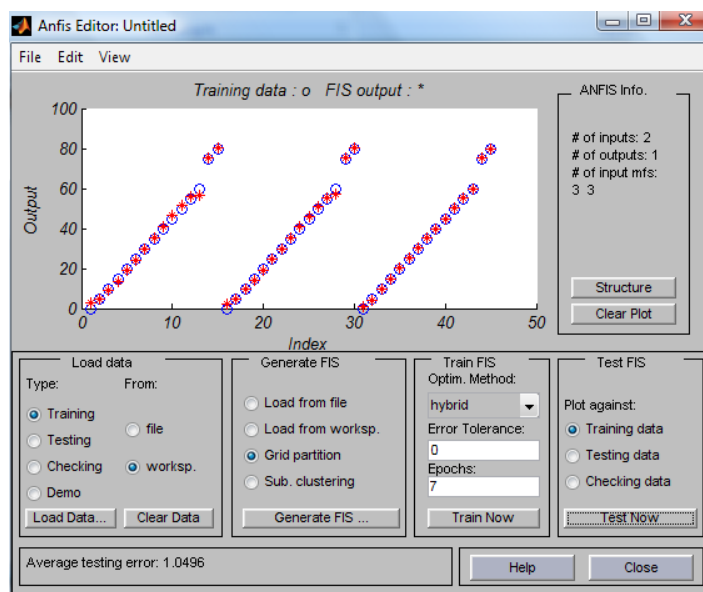 Anfis Editor: Untitled
File Edit View
Training data : o FIS output : *
100
80
60
40
20
0
Output
0 10 20 30 40 50
Index
ANFIS Info.
# of inputs: 2
# of outputs: 1
# of input mfs:
3 3
Structure
Clear Plot
Load data
Type: From:
Training
Testing
Checking
Demo
file
worksp.
Load Data... Clear Data
Generate FIS
Load from file
Load from worksp.
Grid partition
Sub. clustering
Generate FIS ...
Train FIS
Optim. Method:
hybrid
Error Tolerance:
0
Epochs:
7
Train Now
Test FIS
Plot against:
Training data
Testing data
Checking data
Test Now
Average testing error: 1.0496
Help Close